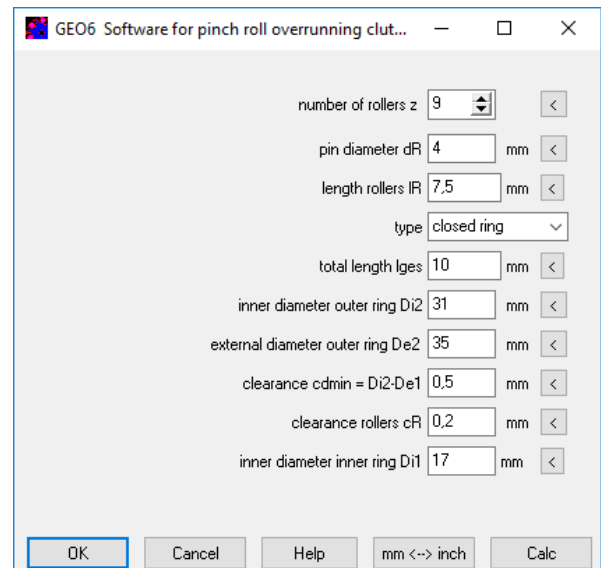 GEO6 Software for pinch roll overrunning clut...
number of rollers z 9 <
pin diameter dR 4 mm <
length rollers lR 7,5 mm <
type closed ring
total length lges 10 mm <
inner diameter outer ring Di2 31 mm <
external diameter outer ring De2 35 mm <
clearance cdmin = Di2-De1 0,5 mm <
clearance rollers cR 0,2 mm <
inner diameter inner ring Di1 17 mm <
OK Cancel Help mm <--> inch Calc